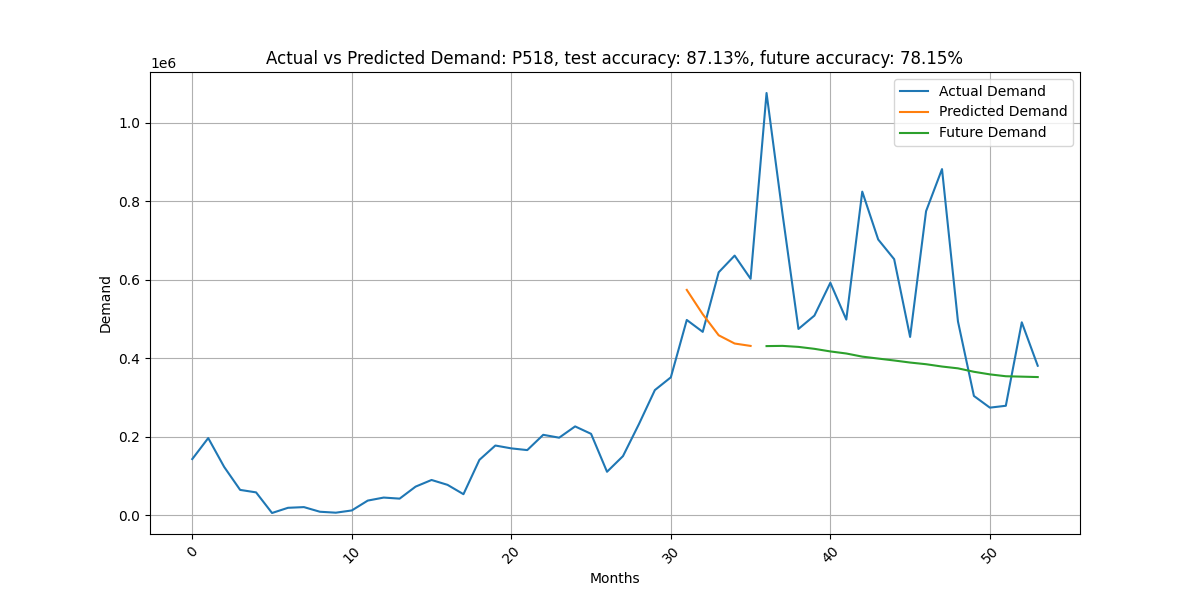 Actual vs Predicted Demand: P518, test accuracy: 87.13%, future accuracy: 78.15%
1e6
Actual Demand
Predicted Demand
Future Demand
1.0
0.8
0.6
0.4
0.2
0.0
Demand
0 10 20 30 40 50
Months